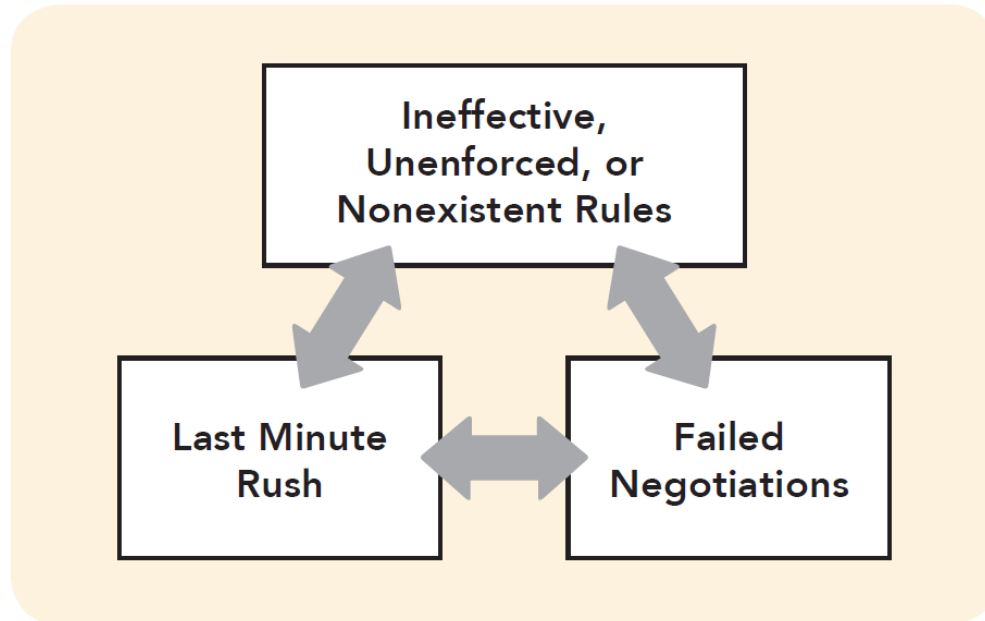 Ineffective,
Unenforced, or
Nonexistent Rules
Last Minute
Rush
Failed
Negotiations